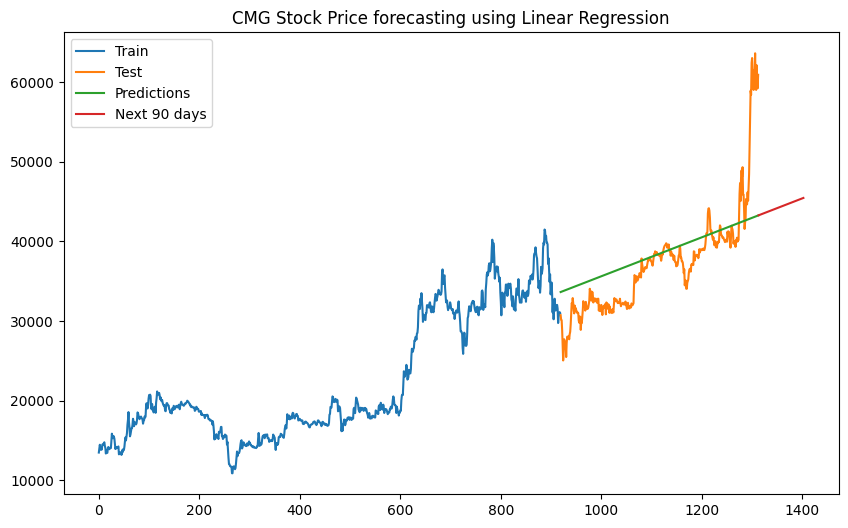 CMG Stock Price forecasting using Linear Regression
Train
Test
Predictions
Next 90 days
60000
50000
40000
30000
20000
10000
0
200
400
600
800
1000
1200
1400